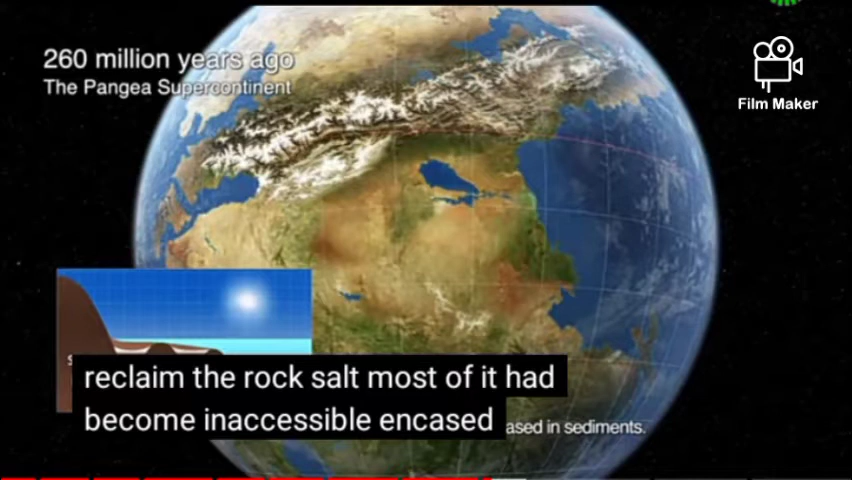 260 million years ago
The Pangea Supercontinent
Film Maker
reclaim the rock salt most of it had
become inaccessible encased
ased in sediments.